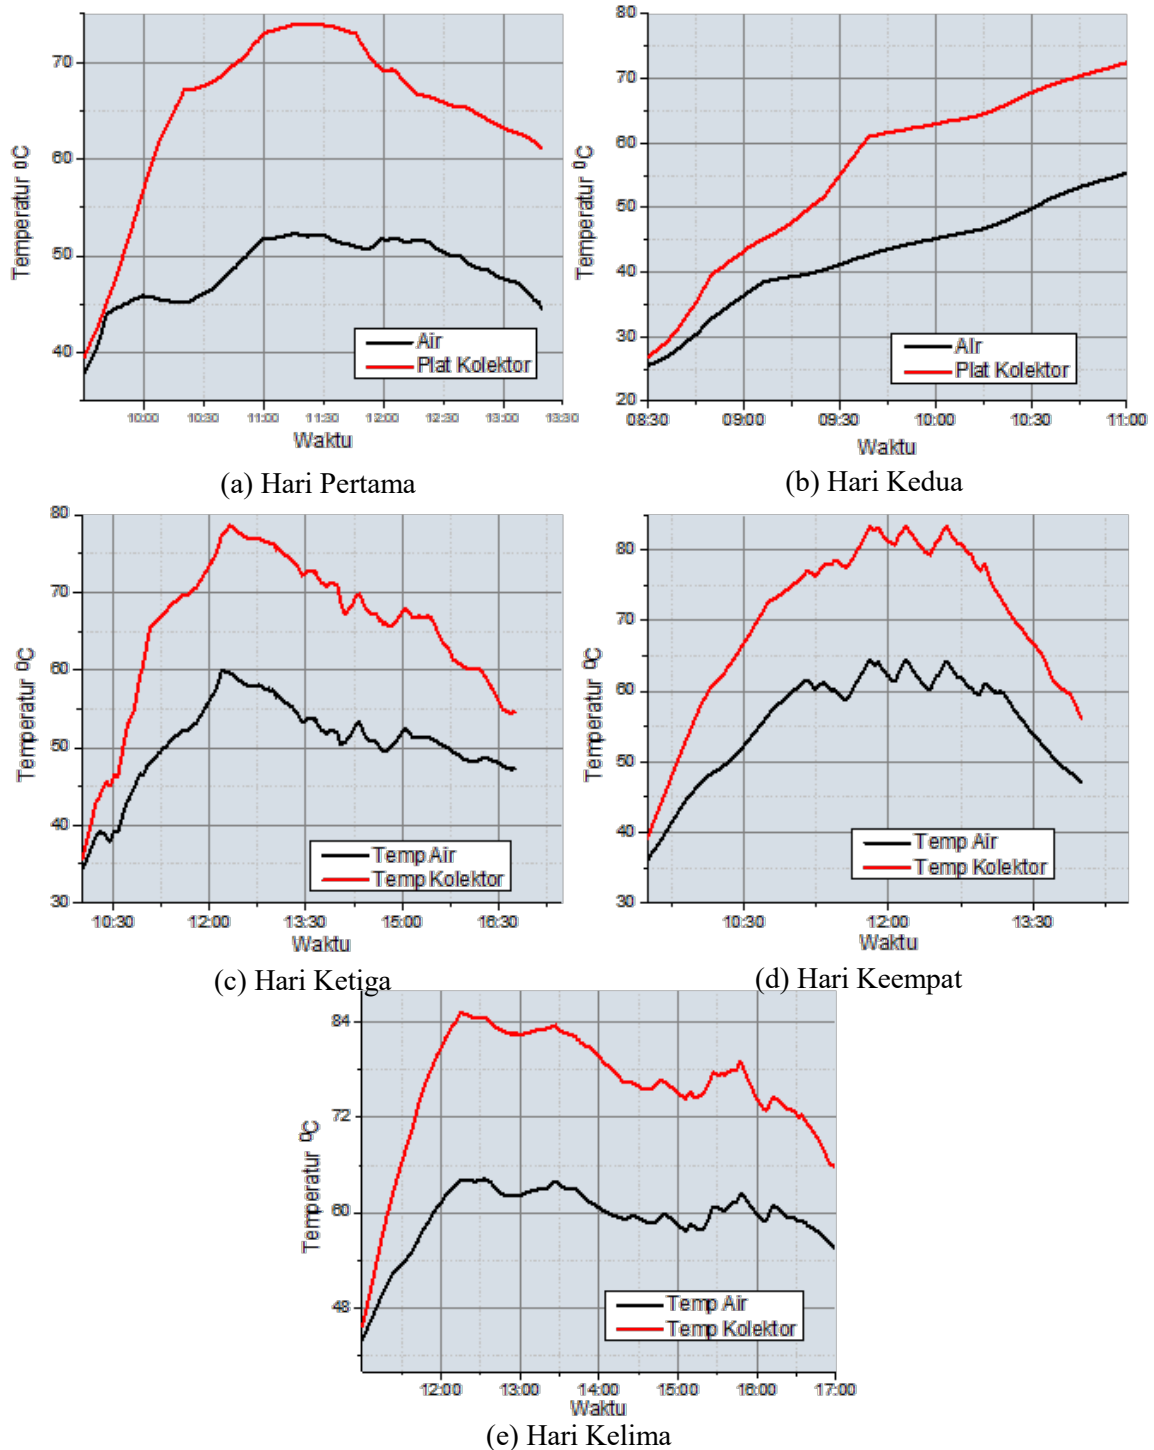 70
60
50
40
Temperatur ⁰C
Air
Plat Kolektor
10:00 10:30 11:00 11:30 12:00 12:30 13:00 13:30
Waktu
(a) Hari Pertama
80
70
60
50
40
30
20
Temperatur ⁰C
Air
Plat Kolektor
08:30 09:00 09:30 10:00 10:30 11:00
Waktu
(b) Hari Kedua
80
70
60
50
40
30
Temperatur ⁰C
Temp Air
Temp Kolektor
10:30 12:00 13:30 15:00 16:30
Waktu
(c) Hari Ketiga
80
70
60
50
40
30
Temperatur ⁰C
Temp Air
Temp Kolektor
10:30 12:00 13:30
Waktu
(d) Hari Keempat
84
72
60
48
Temperatur ⁰C
Temp Air
Temp Kolektor
12:00 13:00 14:00 15:00 16:00 17:00
Waktu
(e) Hari Kelima